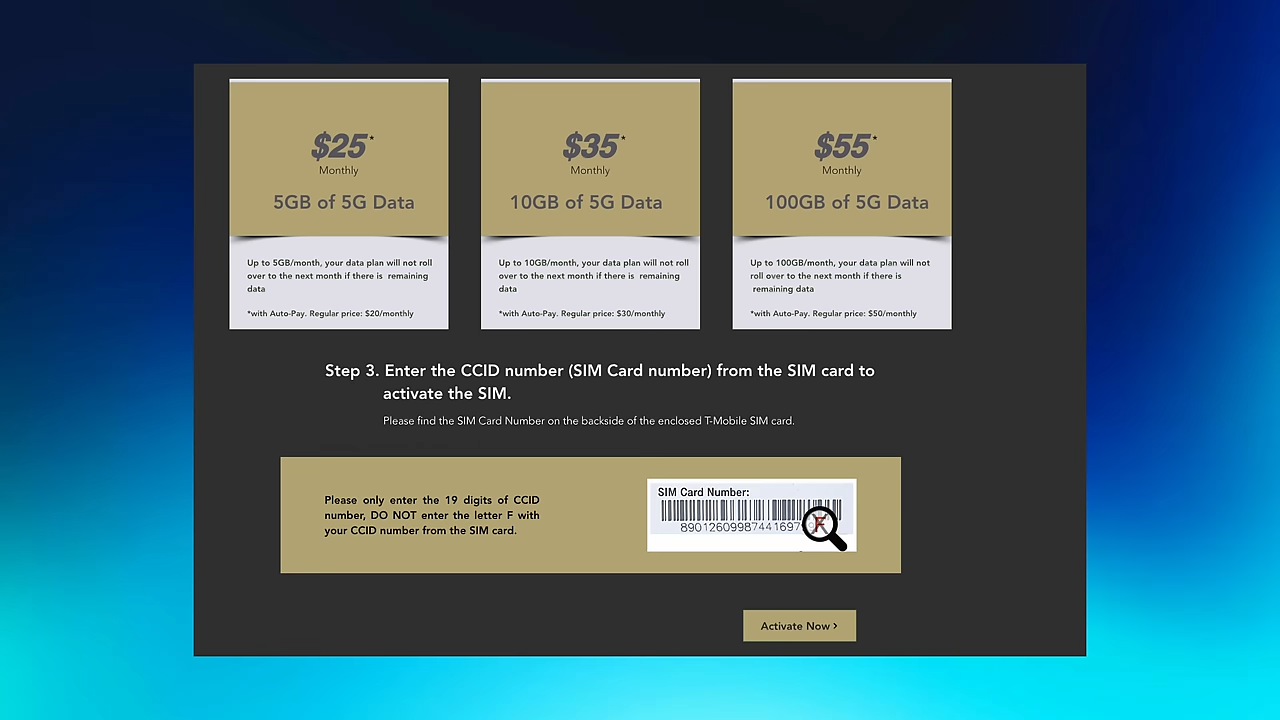 $25*
Monthly
5GB of 5G Data
Up to 5GB/month, your data plan will not roll
over to the next month if there is remaining
data
*with Auto-Pay. Regular price: $20/monthly
$35*
Monthly
10GB of 5G Data
Up to 10GB/month, your data plan will not roll
over to the next month if there is remaining
data
*with Auto-Pay. Regular price: $30/monthly
$55*
Monthly
100GB of 5G Data
Up to 100GB/month, your data plan will not
roll over to the next month if there is
remaining data
*with Auto-Pay. Regular price: $50/monthly
Step 3. Enter the CCID number (SIM Card number) from the SIM card to
activate the SIM.
Please find the SIM Card Number on the backside of the enclosed T-Mobile SIM card.
Please only enter the 19 digits of CCID
number, DO NOT enter the letter F with
your CCID number from the SIM card.
SIM Card Number:
8901260998744 1697 F
Activate Now ›